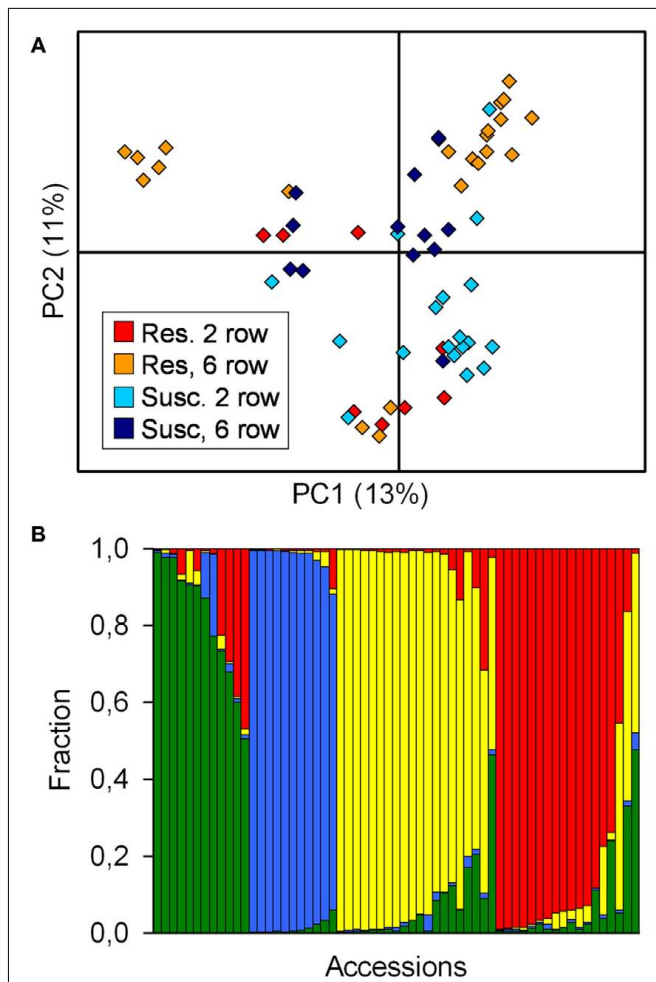 A
PC2 (11%)
Res. 2 row
Res, 6 row
Susc. 2 row
Susc, 6 row
PC1 (13%)
B
1,0
0,8
0,6
0,4
0,2
0,0
Fraction
Accessions